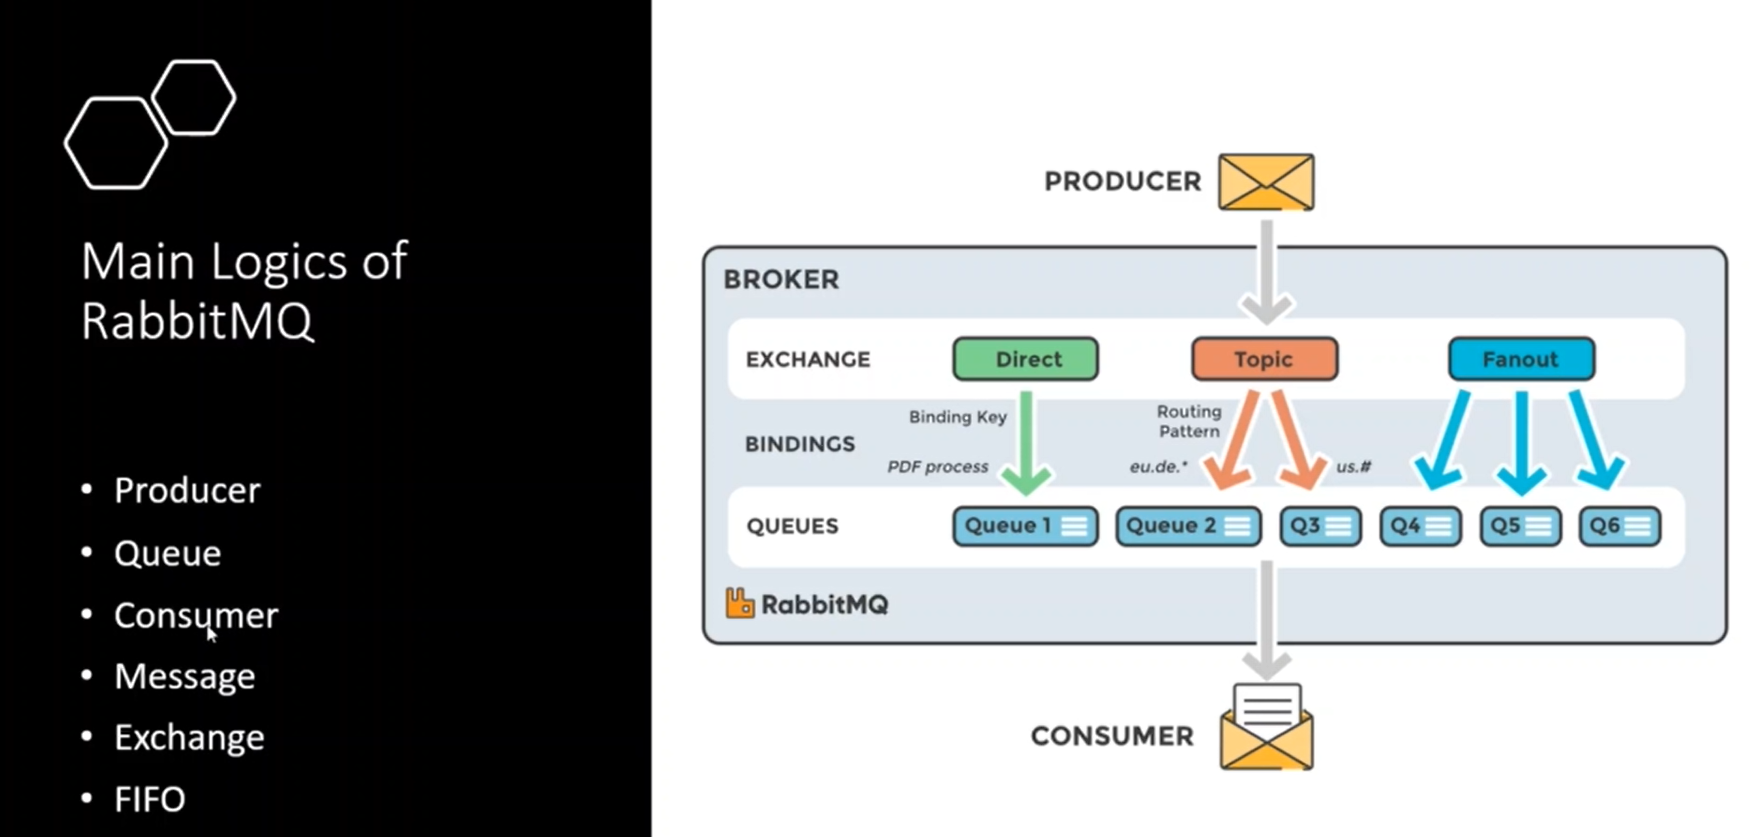 Main Logics of
RabbitMQ
• Producer
• Queue
• Consumer
• Message
• Exchange
• FIFO
PRODUCER
BROKER
EXCHANGE
Direct
Topic
Fanout
BINDINGS
Binding Key
PDF process
Routing
Pattern
eu.de.*
us.#
QUEUES
Queue 1
Queue 2
Q3
Q4
Q5
Q6
RabbitMQ
CONSUMER